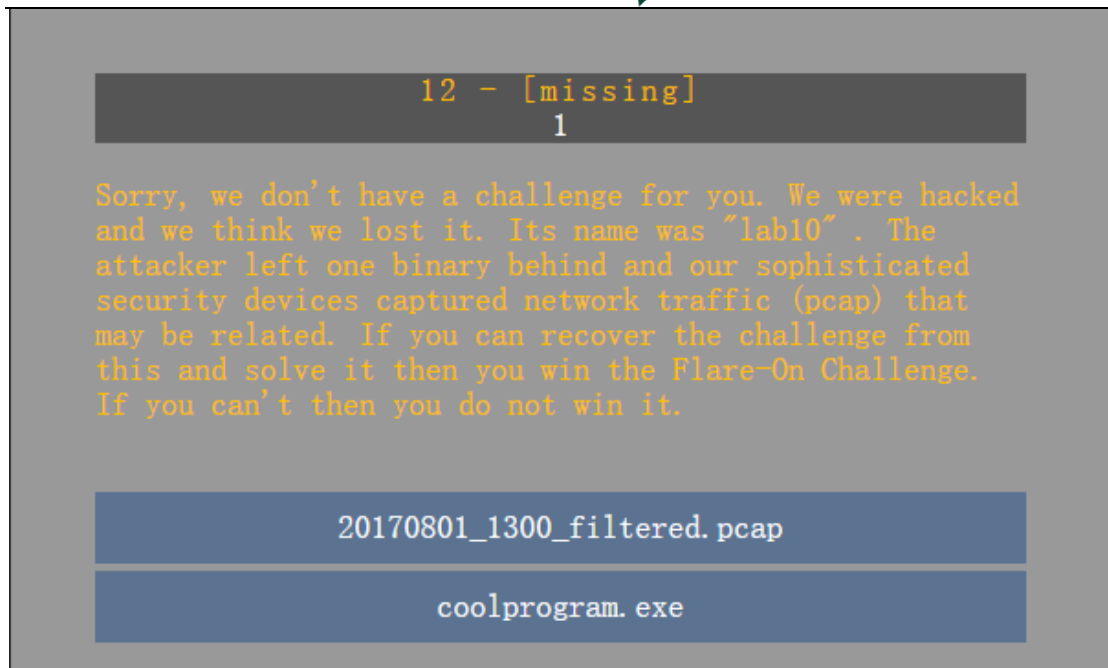 12 - [missing]
1
Sorry, we don't have a challenge for you. We were hacked
and we think we lost it. Its name was "lab10" . The
attacker left one binary behind and our sophisticated
security devices captured network traffic (pcap) that
may be related. If you can recover the challenge from
this and solve it then you win the Flare-On Challenge.
If you can't then you do not win it.
20170801_1300_filtered.pcap
coolprogram.exe